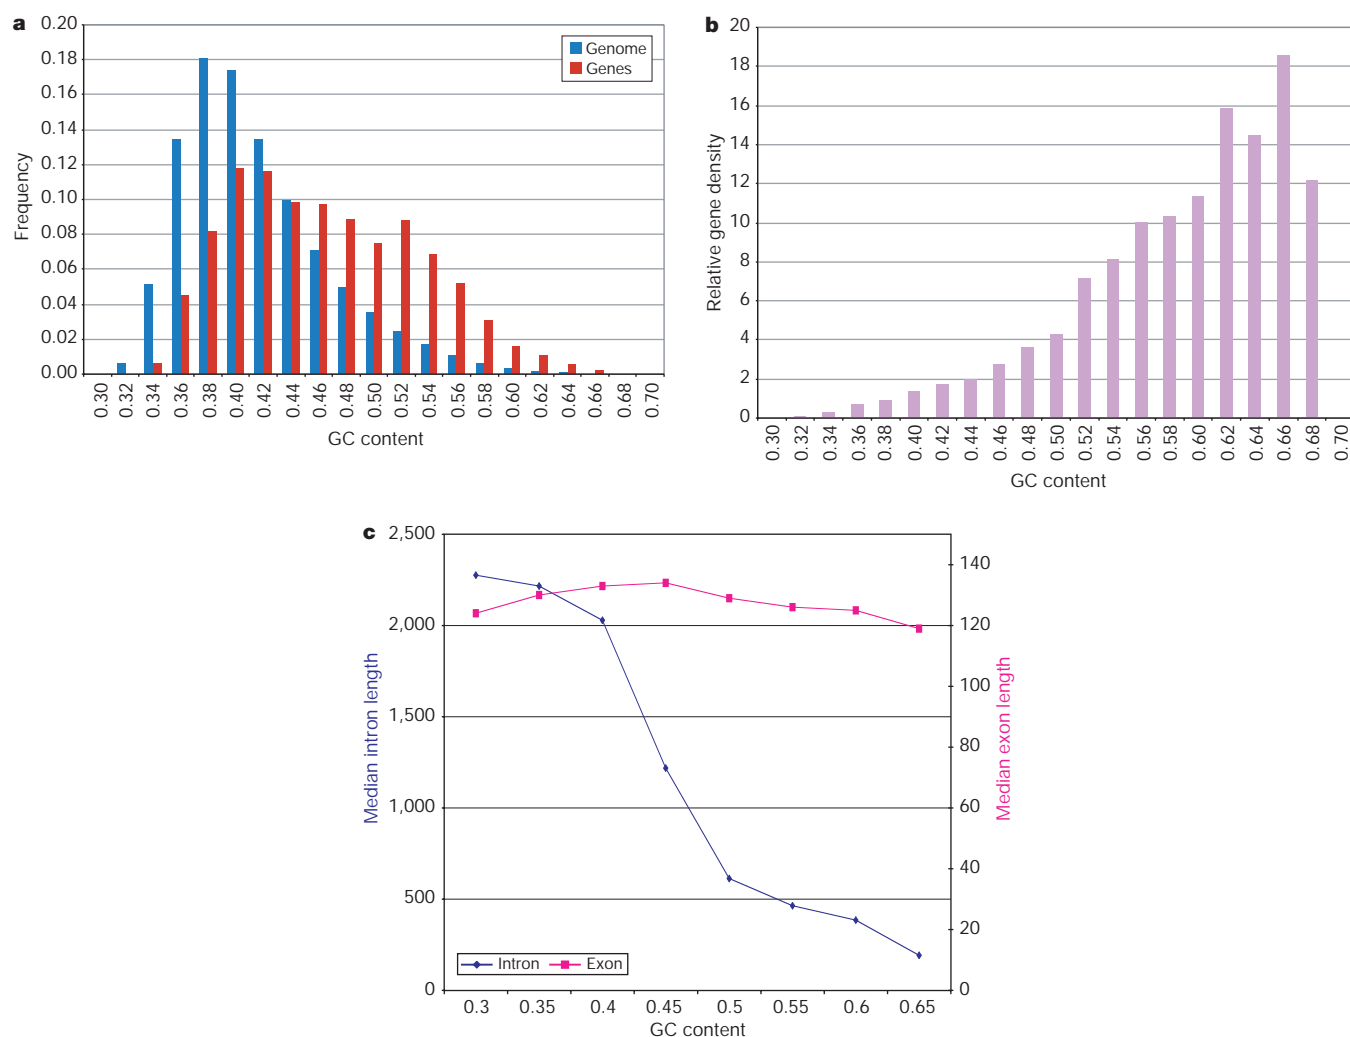 a
0.20
0.18
0.16
0.14
0.12
0.10
0.08
0.06
0.04
0.02
0.00
Frequency
Genome
Genes
0.30 0.32 0.34 0.36 0.38 0.40 0.42 0.44 0.46 0.48 0.50 0.52 0.54 0.56 0.58 0.60 0.62 0.64 0.66 0.68 0.70
GC content
b
20
18
16
14
12
10
8
6
4
2
0
Relative gene density
0.30 0.32 0.34 0.36 0.38 0.40 0.42 0.44 0.46 0.48 0.50 0.52 0.54 0.56 0.58 0.60 0.62 0.64 0.66 0.68 0.70
GC content
c
2,500
2,000
1,500
1,000
500
0
Median intron length
140
120
100
80
60
40
20
0
Median exon length
Intron Exon
0.3 0.35 0.4 0.45 0.5 0.55 0.6 0.65
GC content